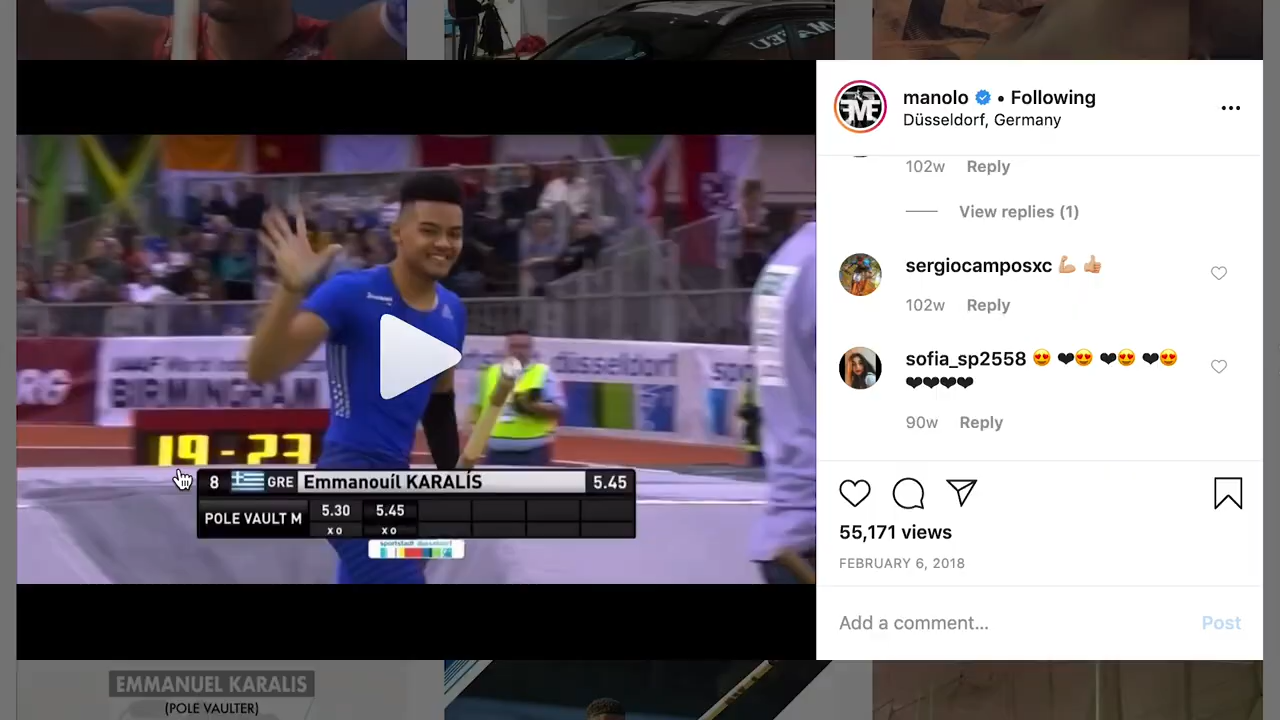 manolo • Following
Düsseldorf, Germany
102w Reply
View replies (1)
sergiocamposxc 💪🏼 👍🏼
102w Reply
sofia_sp2558 😍 ❤😍 ❤😍 ❤😍
❤❤❤❤
90w Reply
55,171 views
FEBRUARY 6, 2018
Add a comment... Post
düsseldorf
BIRMINGHAM
19-23
8 GRE Emmanouíl KARALÍS 5.45
POLE VAULT M 5.30 5.45
x o x o
sportstadt düsseldorf
EMMANUEL KARALIS
(POLE VAULTER)